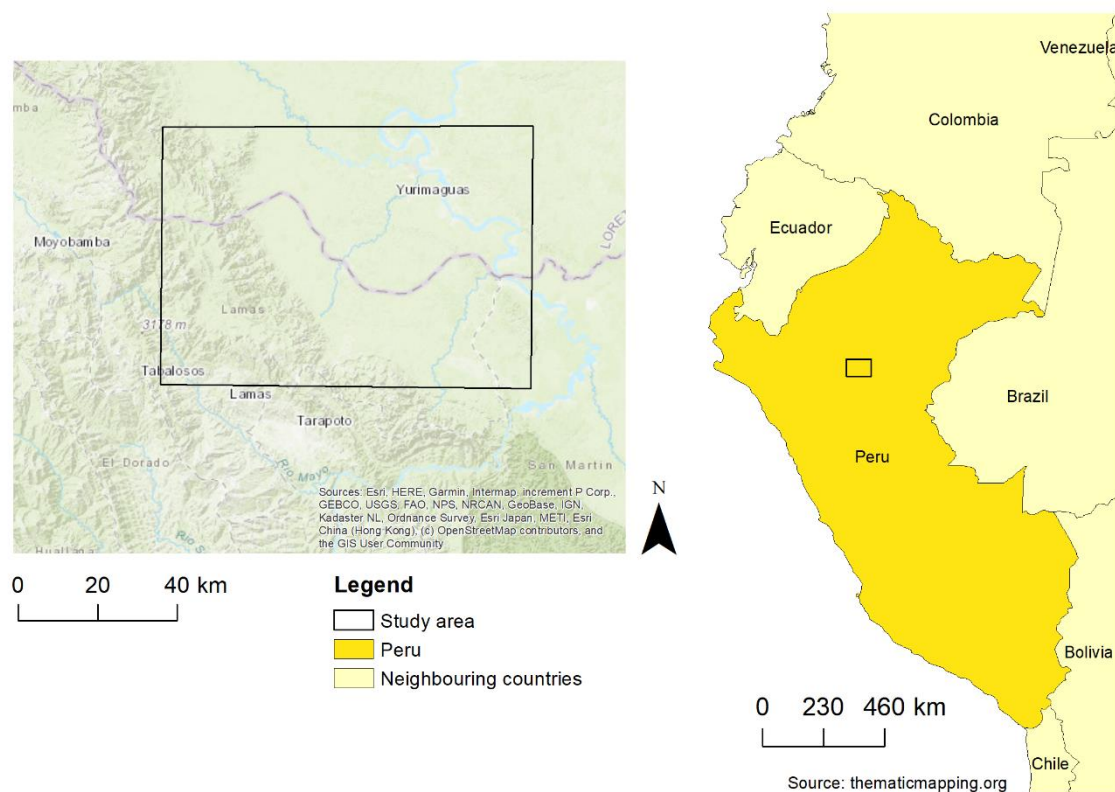 mba
Yurimaguas
LORET
Moyobamba
Lamas
3178 m
Tabalosos
Lamas
Tarapoto
El Dorado
Rio Mayo
San Martin
Rio S
Huallaga
Sources: Esri, HERE, Garmin, Intermap, increment P Corp.,
GEBCO, USGS, FAO, NPS, NRCAN, GeoBase, IGN,
Kadaster NL, Ordnance Survey, Esri Japan, METI, Esri
China (Hong Kong), (c) OpenStreetMap contributors, and
the GIS User Community
0 20 40 km
Legend
Study area
Peru
Neighbouring countries
N
Venezuela
Colombia
Ecuador
Brazil
Peru
Bolivia
Chile
0 230 460 km
Source: thematicmapping.org